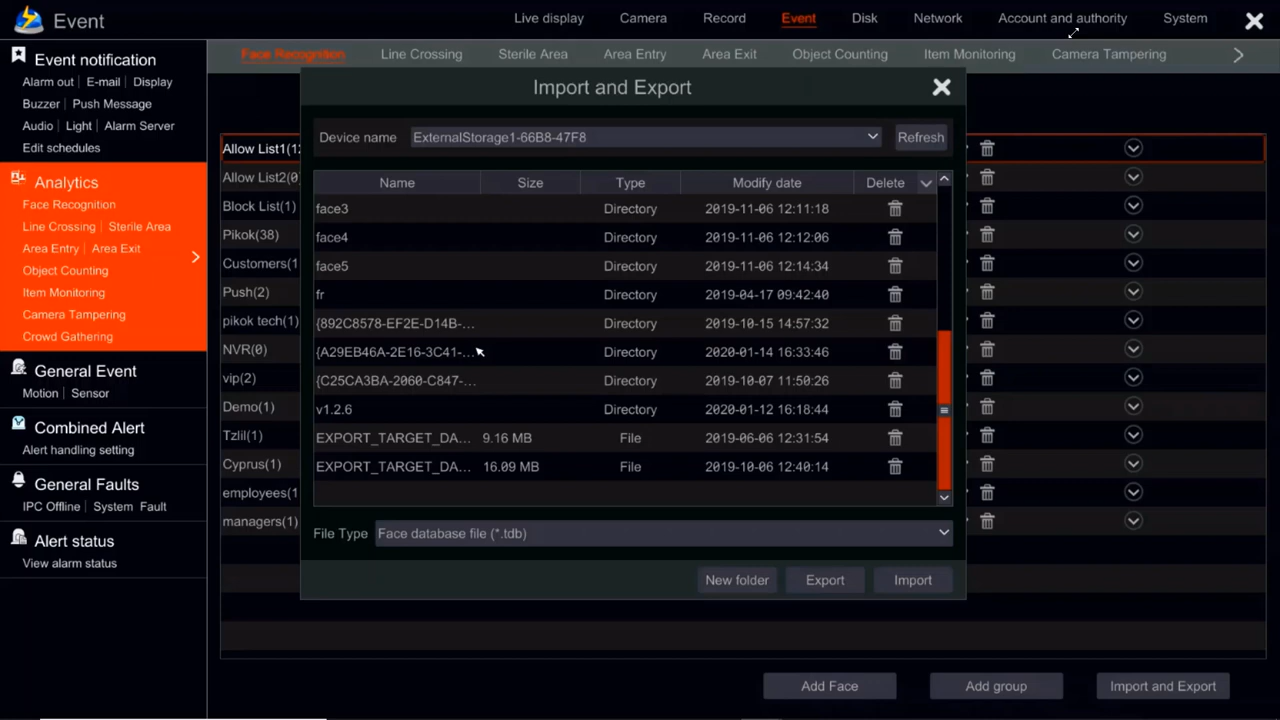 Event
Live display Camera Record Event Disk Network Account and authority System
Event notification
Alarm out | E-mail | Display
Buzzer | Push Message
Audio | Light | Alarm Server
Edit schedules
Analytics
Face Recognition
Line Crossing | Sterile Area
Area Entry | Area Exit
Object Counting
Item Monitoring
Camera Tampering
Crowd Gathering
General Event
Motion | Sensor
Combined Alert
Alert handling setting
General Faults
IPC Offline | System Fault
Alert status
View alarm status
Face Recognition Line Crossing Sterile Area Area Entry Area Exit Object Counting Item Monitoring Camera Tampering
Allow List1(12
Allow List2(0)
Block List(1)
Pikok(38)
Customers(1
Push(2)
pikok tech(1)
NVR(0)
vip(2)
Demo(1)
Tzlil(1)
Cyprus(1)
employees(1
managers(1)
Import and Export
Device name ExternalStorage1-66B8-47F8 Refresh
Name Size Type Modify date Delete
face3 Directory 2019-11-06 12:11:18
face4 Directory 2019-11-06 12:12:06
face5 Directory 2019-11-06 12:14:34
fr Directory 2019-04-17 09:42:40
{892C8578-EF2E-D14B-... Directory 2019-10-15 14:57:32
{A29EB46A-2E16-3C41-... Directory 2020-01-14 16:33:46
{C25CA3BA-2060-C847-... Directory 2019-10-07 11:50:26
v1.2.6 Directory 2020-01-12 16:18:44
EXPORT_TARGET_DA... 9.16 MB File 2019-06-06 12:31:54
EXPORT_TARGET_DA... 16.09 MB File 2019-10-06 12:40:14
File Type Face database file (*.tdb)
New folder Export Import
Add Face Add group Import and Export